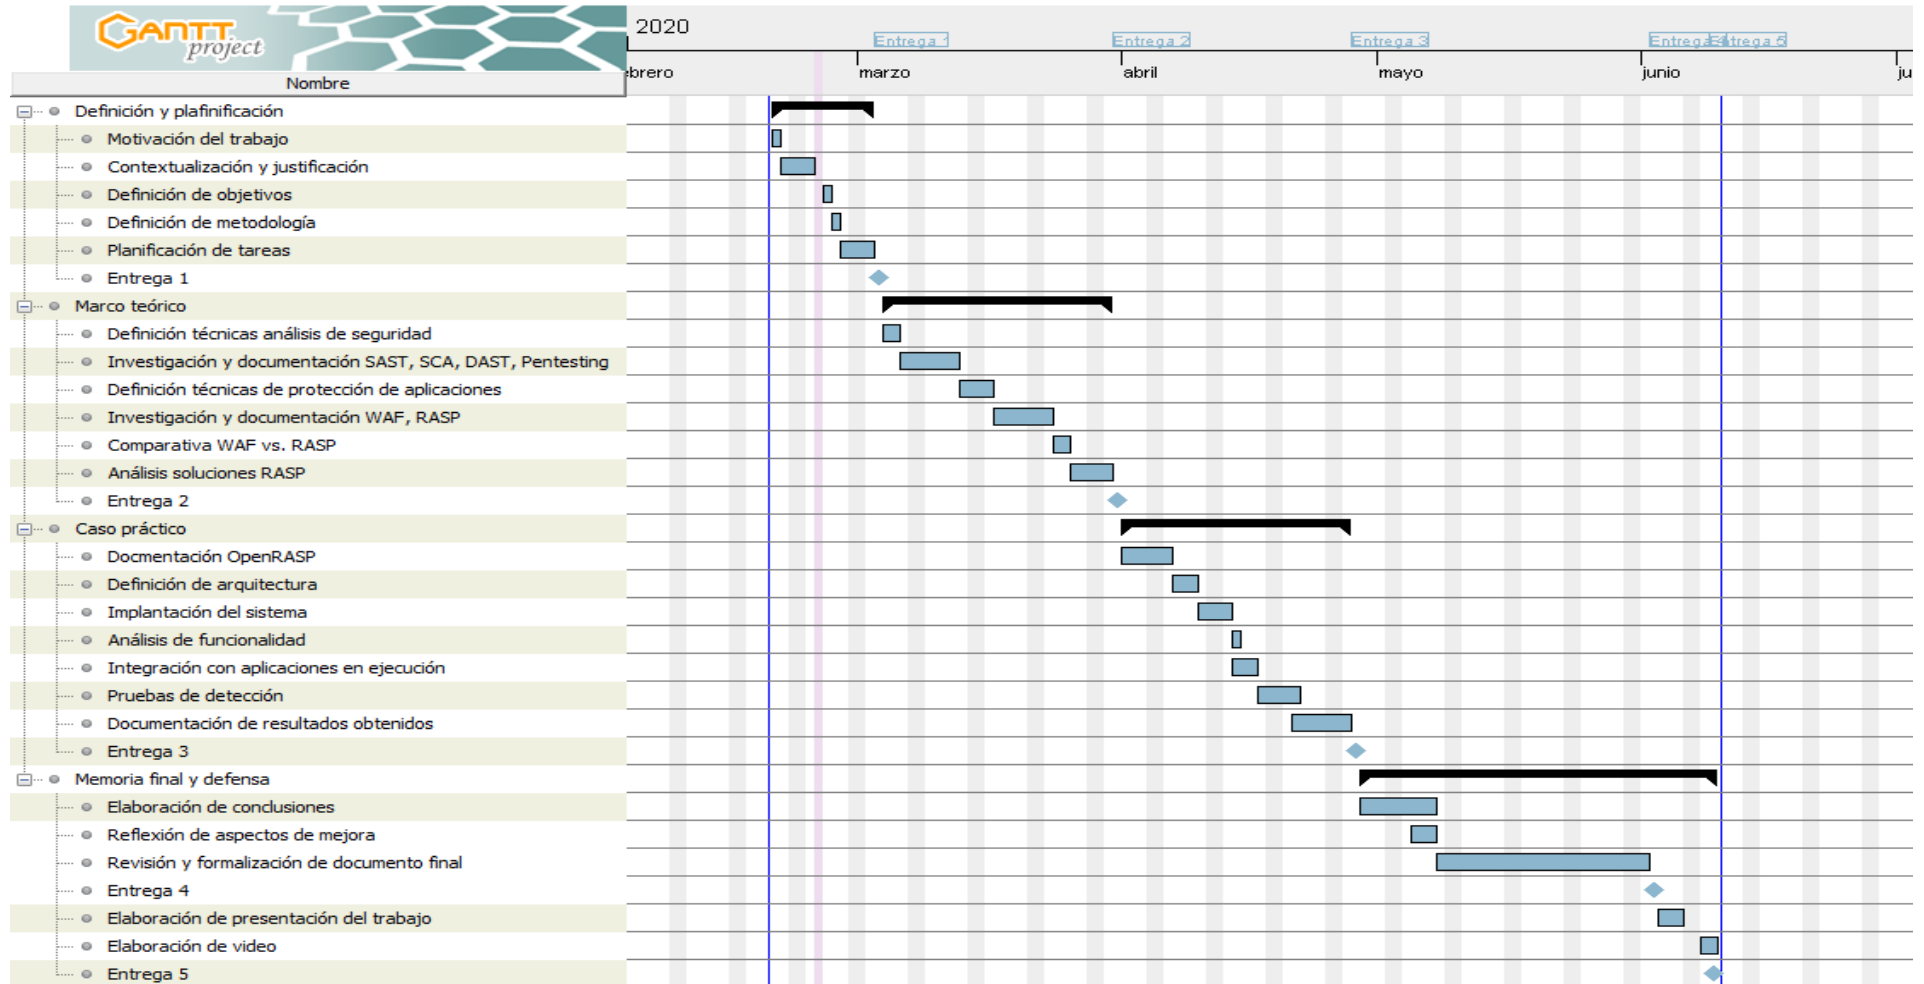 GANTT
project
2020
Entrega 1
Entrega 2
Entrega 3
Entrega 4
Entrega 5
Nombre
ebrero
marzo
abril
mayo
junio
ju
Definición y plafinificación
Motivación del trabajo
Contextualización y justificación
Definición de objetivos
Definición de metodología
Planificación de tareas
Entrega 1
Marco teórico
Definición técnicas análisis de seguridad
Investigación y documentación SAST, SCA, DAST, Pentesting
Definición técnicas de protección de aplicaciones
Investigación y documentación WAF, RASP
Comparativa WAF vs. RASP
Análisis soluciones RASP
Entrega 2
Caso práctico
Docmentación OpenRASP
Definición de arquitectura
Implantación del sistema
Análisis de funcionalidad
Integración con aplicaciones en ejecución
Pruebas de detección
Documentación de resultados obtenidos
Entrega 3
Memoria final y defensa
Elaboración de conclusiones
Reflexión de aspectos de mejora
Revisión y formalización de documento final
Entrega 4
Elaboración de presentación del trabajo
Elaboración de video
Entrega 5